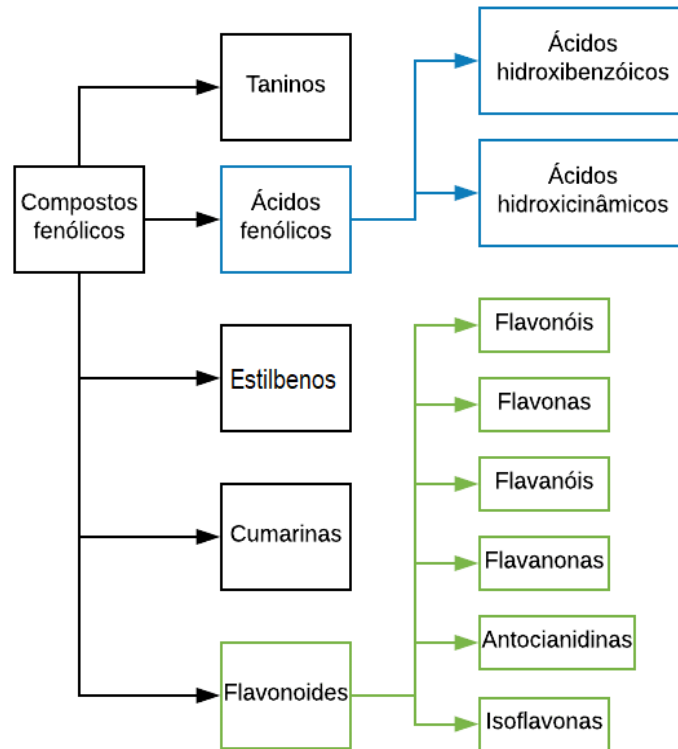 Compostos
fenólicos
Taninos
Ácidos
fenólicos
Ácidos
hidroxibenzóicos
Ácidos
hidroxicinâmicos
Estilbenos
Cumarinas
Flavonoides
Flavonóis
Flavonas
Flavanóis
Flavanonas
Antocianidinas
Isoflavonas